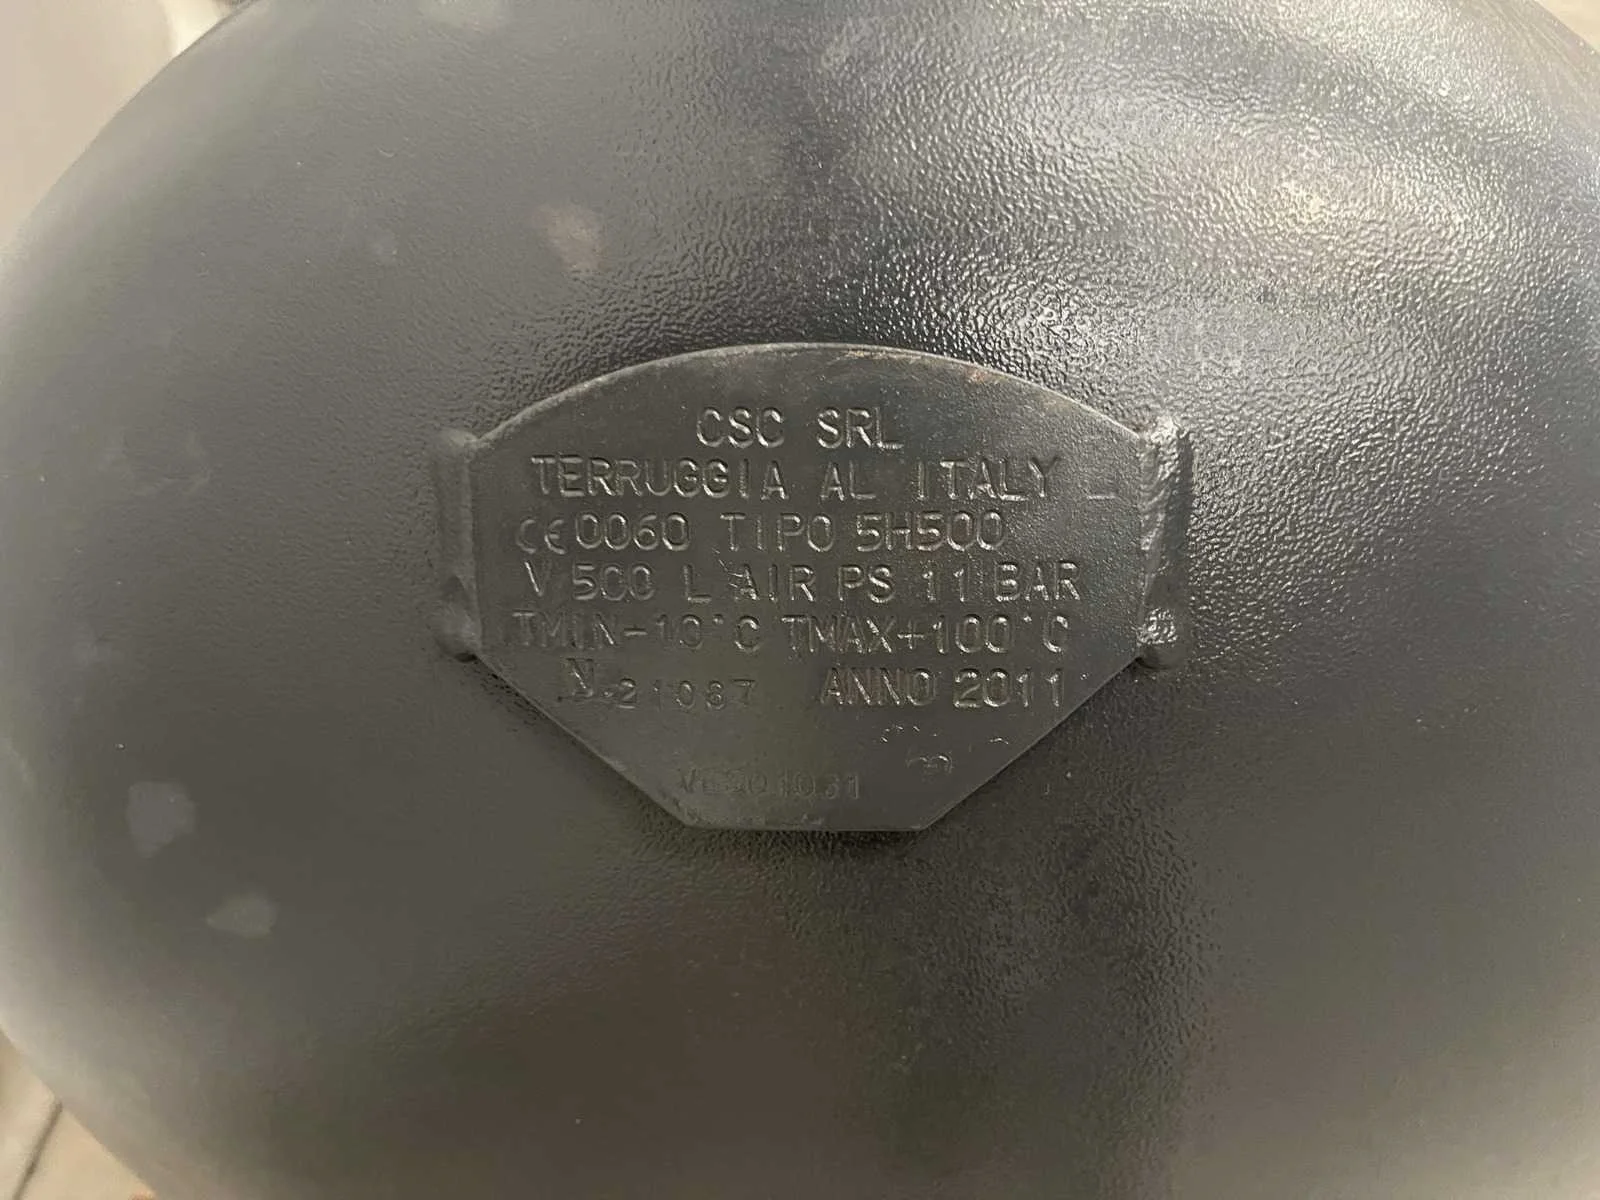 CSC SRL
TERRUGGIA AL ITALY
CE 0060 TIPO 5H500
V 500 L AIR PS 11 BAR
TMIN-10°C TMAX+100°C
N. 21087 ANNO 2011